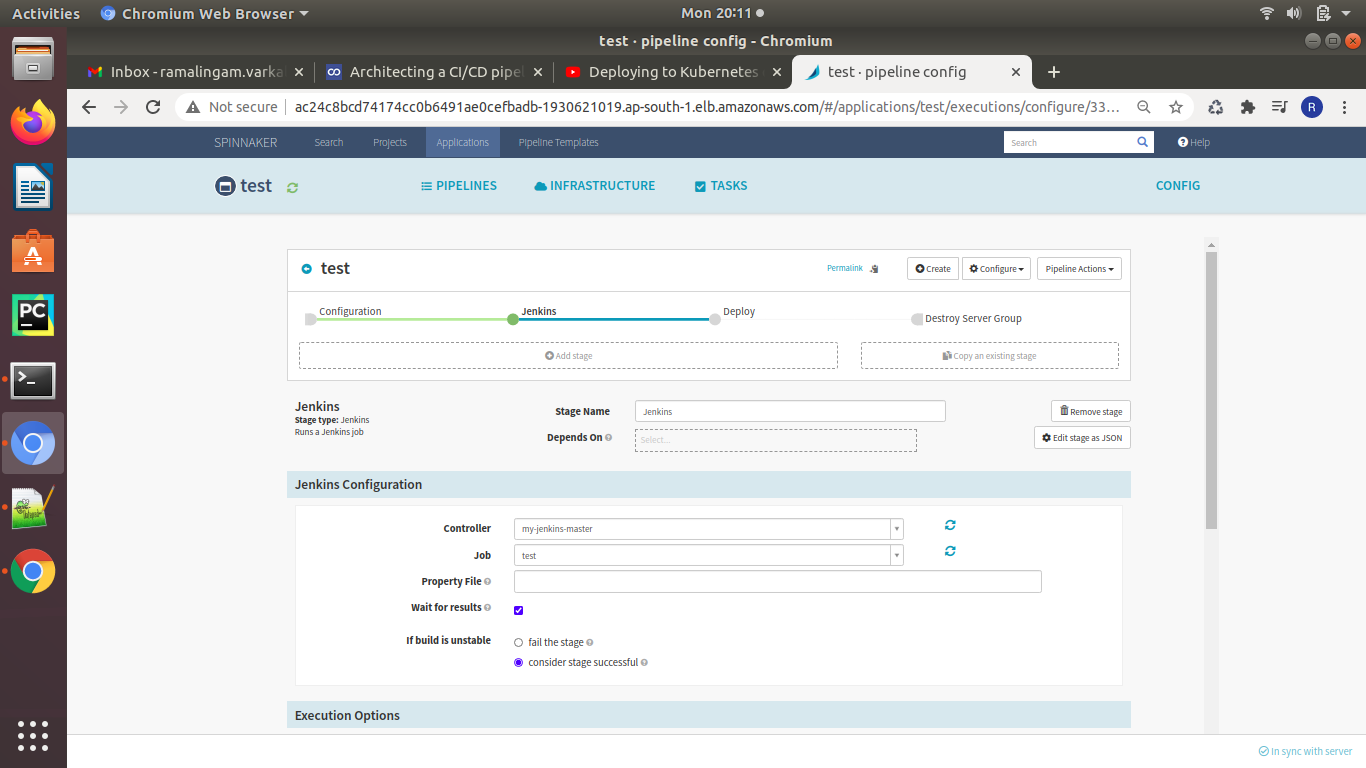 Activities
Chromium Web Browser
Mon 20:11
test · pipeline config - Chromium
Inbox - ramalingam.varka
Architecting a CI/CD pipe
Deploying to Kubernetes
test · pipeline config
Not secure
ac24c8bcd74174cc0b6491ae0cefbadb-1930621019.ap-south-1.elb.amazonaws.com/#/applications/test/executions/configure/33…
R
SPINNAKER
Search
Projects
Applications
Pipeline Templates
Search
Help
test
PIPELINES
INFRASTRUCTURE
TASKS
CONFIG
test
Permalink
Create
Configure
Pipeline Actions
Configuration
Jenkins
Deploy
Destroy Server Group
Add stage
Copy an existing stage
Jenkins
Stage type: Jenkins
Runs a Jenkins job
Stage Name
Jenkins
Remove stage
Depends On
Select...
Edit stage as JSON
Jenkins Configuration
Controller
my-jenkins-master
Job
test
Property File
Wait for results
If build is unstable
fail the stage
consider stage successful
Execution Options
In sync with server
PC